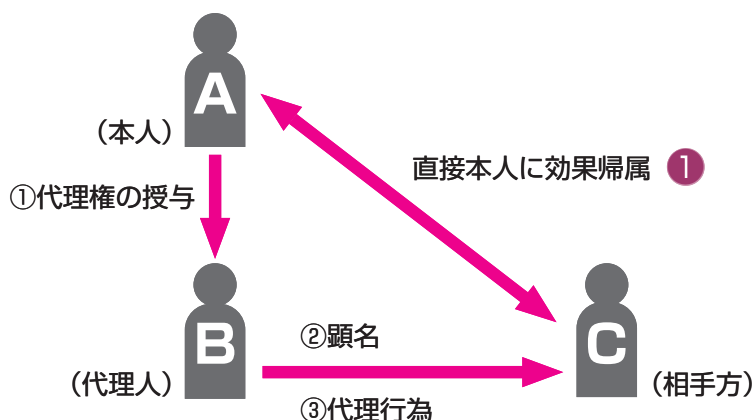 A
(本人)
直接本人に効果帰属 1
①代理権の授与
B
②顕名
C
(代理人)
(相手方)
③代理行為